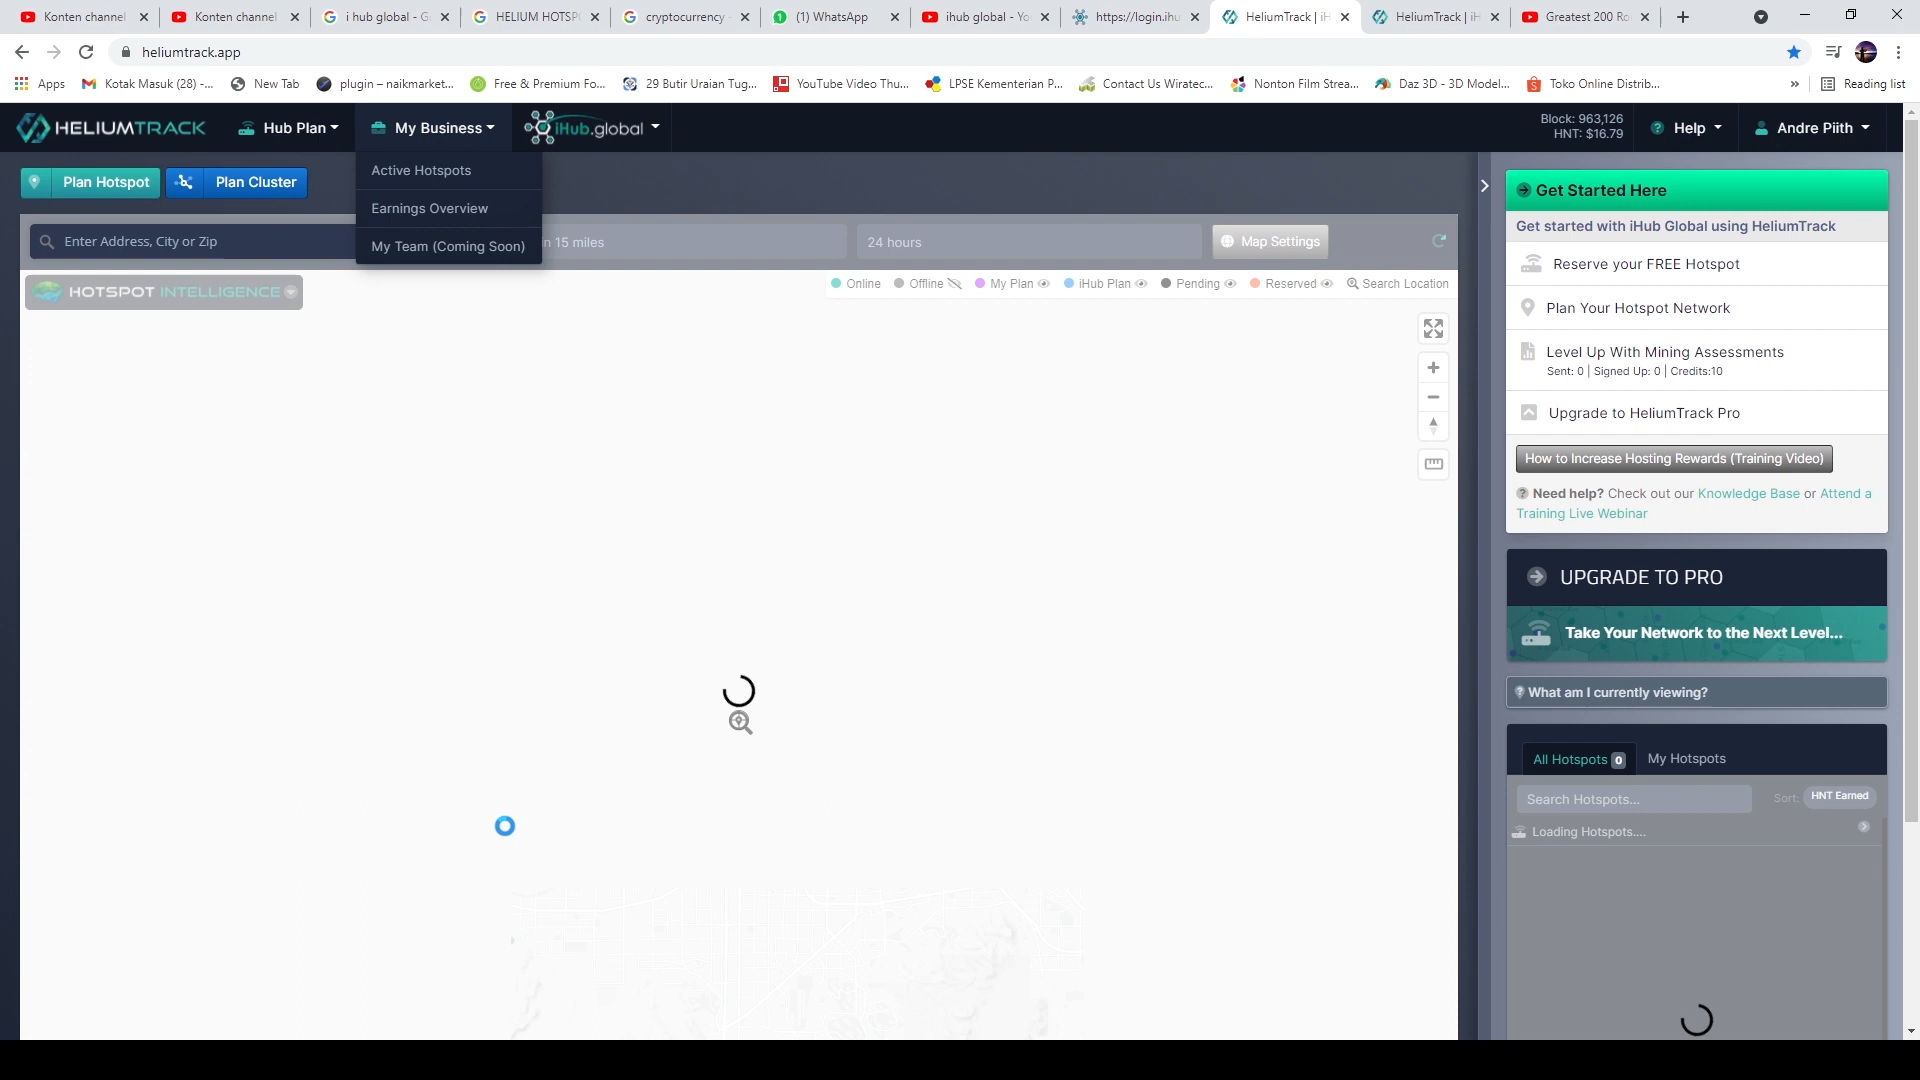 Konten channel
Konten channel
i hub global - G
HELIUM HOTSP
cryptocurrency -
(1) WhatsApp
ihub global - Yo
https://login.ihu
HeliumTrack | iH
HeliumTrack | iH
Greatest 200 Ro
heliumtrack.app
Apps
Kotak Masuk (28) -...
New Tab
plugin – naikmarket...
Free & Premium Fo...
29 Butir Uraian Tug...
YouTube Video Thu...
LPSE Kementerian P...
Contact Us Wiratec...
Nonton Film Strea...
Daz 3D - 3D Model...
Toko Online Distrib...
»
Reading list
HELIUMTRACK
Hub Plan
My Business
iHub.global
Block: 963,126
HNT: $16.79
Help
Andre Piith
Active Hotspots
Earnings Overview
My Team (Coming Soon)
Plan Hotspot
Plan Cluster
Enter Address, City or Zip
in 15 miles
24 hours
Map Settings
HOTSPOT INTELLIGENCE
Online
Offline
My Plan
iHub Plan
Pending
Reserved
Search Location
Get Started Here
Get started with iHub Global using HeliumTrack
Reserve your FREE Hotspot
Plan Your Hotspot Network
Level Up With Mining Assessments
Sent: 0 | Signed Up: 0 | Credits:10
Upgrade to HeliumTrack Pro
How to Increase Hosting Rewards (Training Video)
Need help? Check out our Knowledge Base or Attend a
Training Live Webinar
UPGRADE TO PRO
Take Your Network to the Next Level...
What am I currently viewing?
All Hotspots 0
My Hotspots
Search Hotspots...
Sort: HNT Earned
Loading Hotspots....